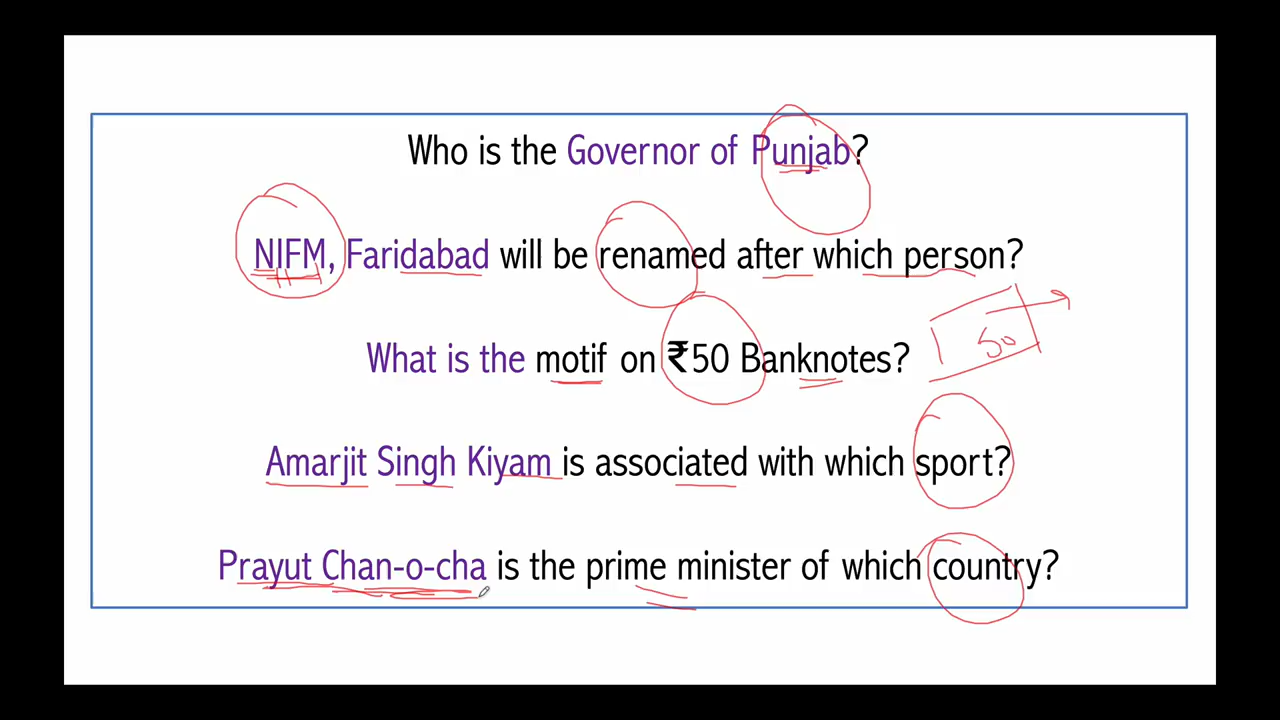 Who is the Governor of Punjab?
NIFM, Faridabad will be renamed after which person?
What is the motif on ₹50 Banknotes?
50
Amarjit Singh Kiyam is associated with which sport?
Prayut Chan-o-cha is the prime minister of which country?